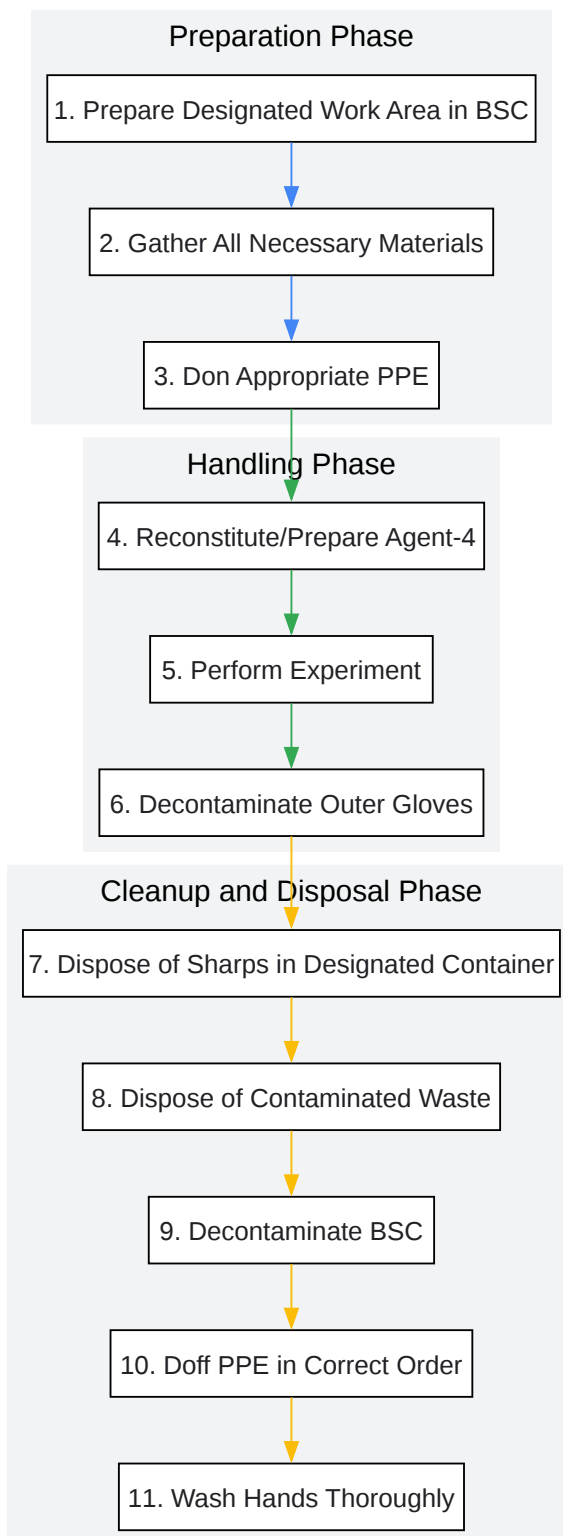 Preparation Phase
1. Prepare Designated Work Area in BSC
2. Gather All Necessary Materials
3. Don Appropriate PPE
Handling Phase
4. Reconstitute/Prepare Agent-4
5. Perform Experiment
6. Decontaminate Outer Gloves
Cleanup and Disposal Phase
7. Dispose of Sharps in Designated Container
8. Dispose of Contaminated Waste
9. Decontaminate BSC
10. Doff PPE in Correct Order
11. Wash Hands Thoroughly